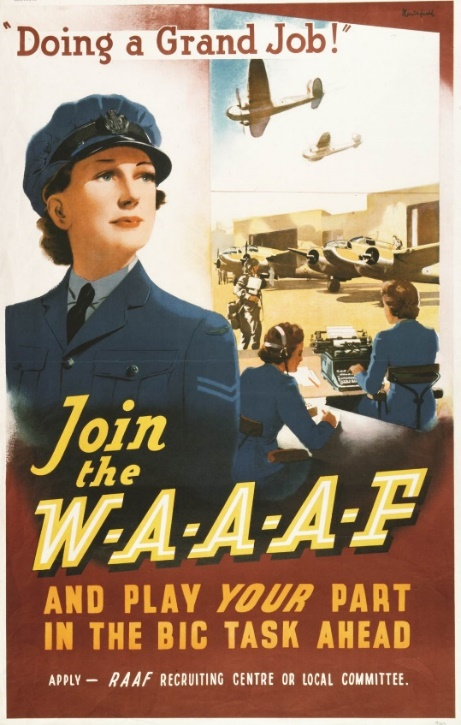 "Doing a Grand Job!"
Join
the
W-A-A-A-F
AND PLAY YOUR PART
IN THE BIG TASK AHEAD
APPLY — RAAF RECRUITING CENTRE OR LOCAL COMMITTEE.